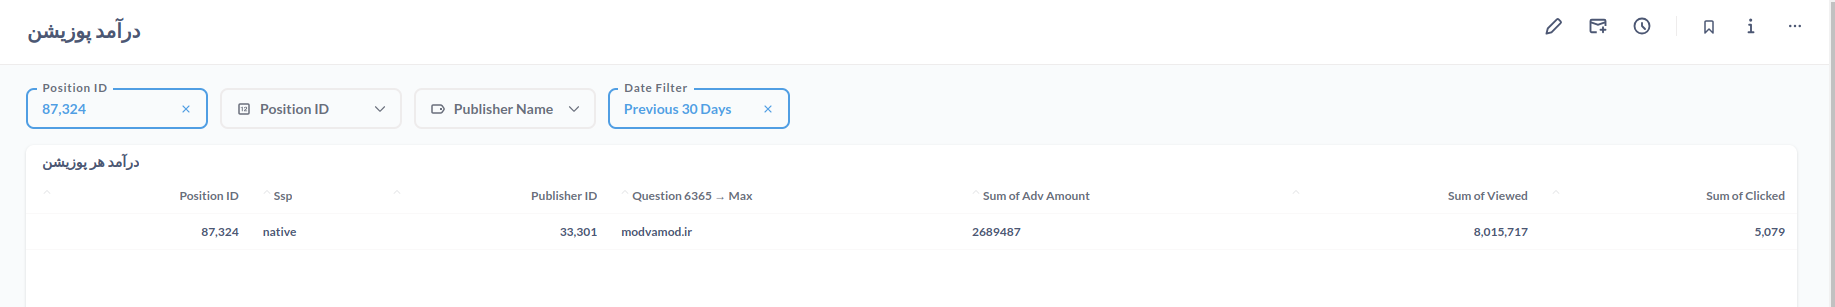 درآمد پوزیشن
Position ID
87,324
Position ID
Publisher Name
Date Filter
Previous 30 Days
درآمد هر پوزیشن
Position ID Ssp Publisher ID Question 6365 → Max Sum of Adv Amount Sum of Viewed Sum of Clicked
87,324 native 33,301 modvamod.ir 2689487 8,015,717 5,079